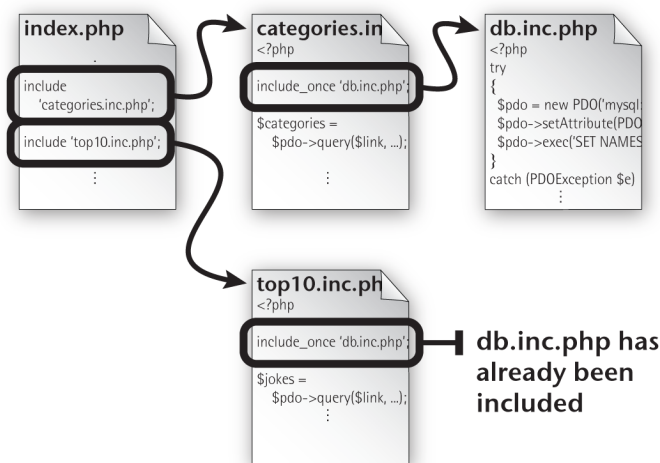 index.php
.
include
'categories.inc.php';
include 'top10.inc.php';
⋮
categories.in
<?php
include_once 'db.inc.php';
$categories =
$pdo->query($link, ...);
⋮
db.inc.php
<?php
try
{
$pdo = new PDO('mysql:
$pdo->setAttribute(PDO
$pdo->exec('SET NAMES
}
catch (PDOException $e)
⋮
top10.inc.ph
<?php
include_once 'db.inc.php';
$jokes =
$pdo->query($link, ...);
⋮
db.inc.php has
already been
included